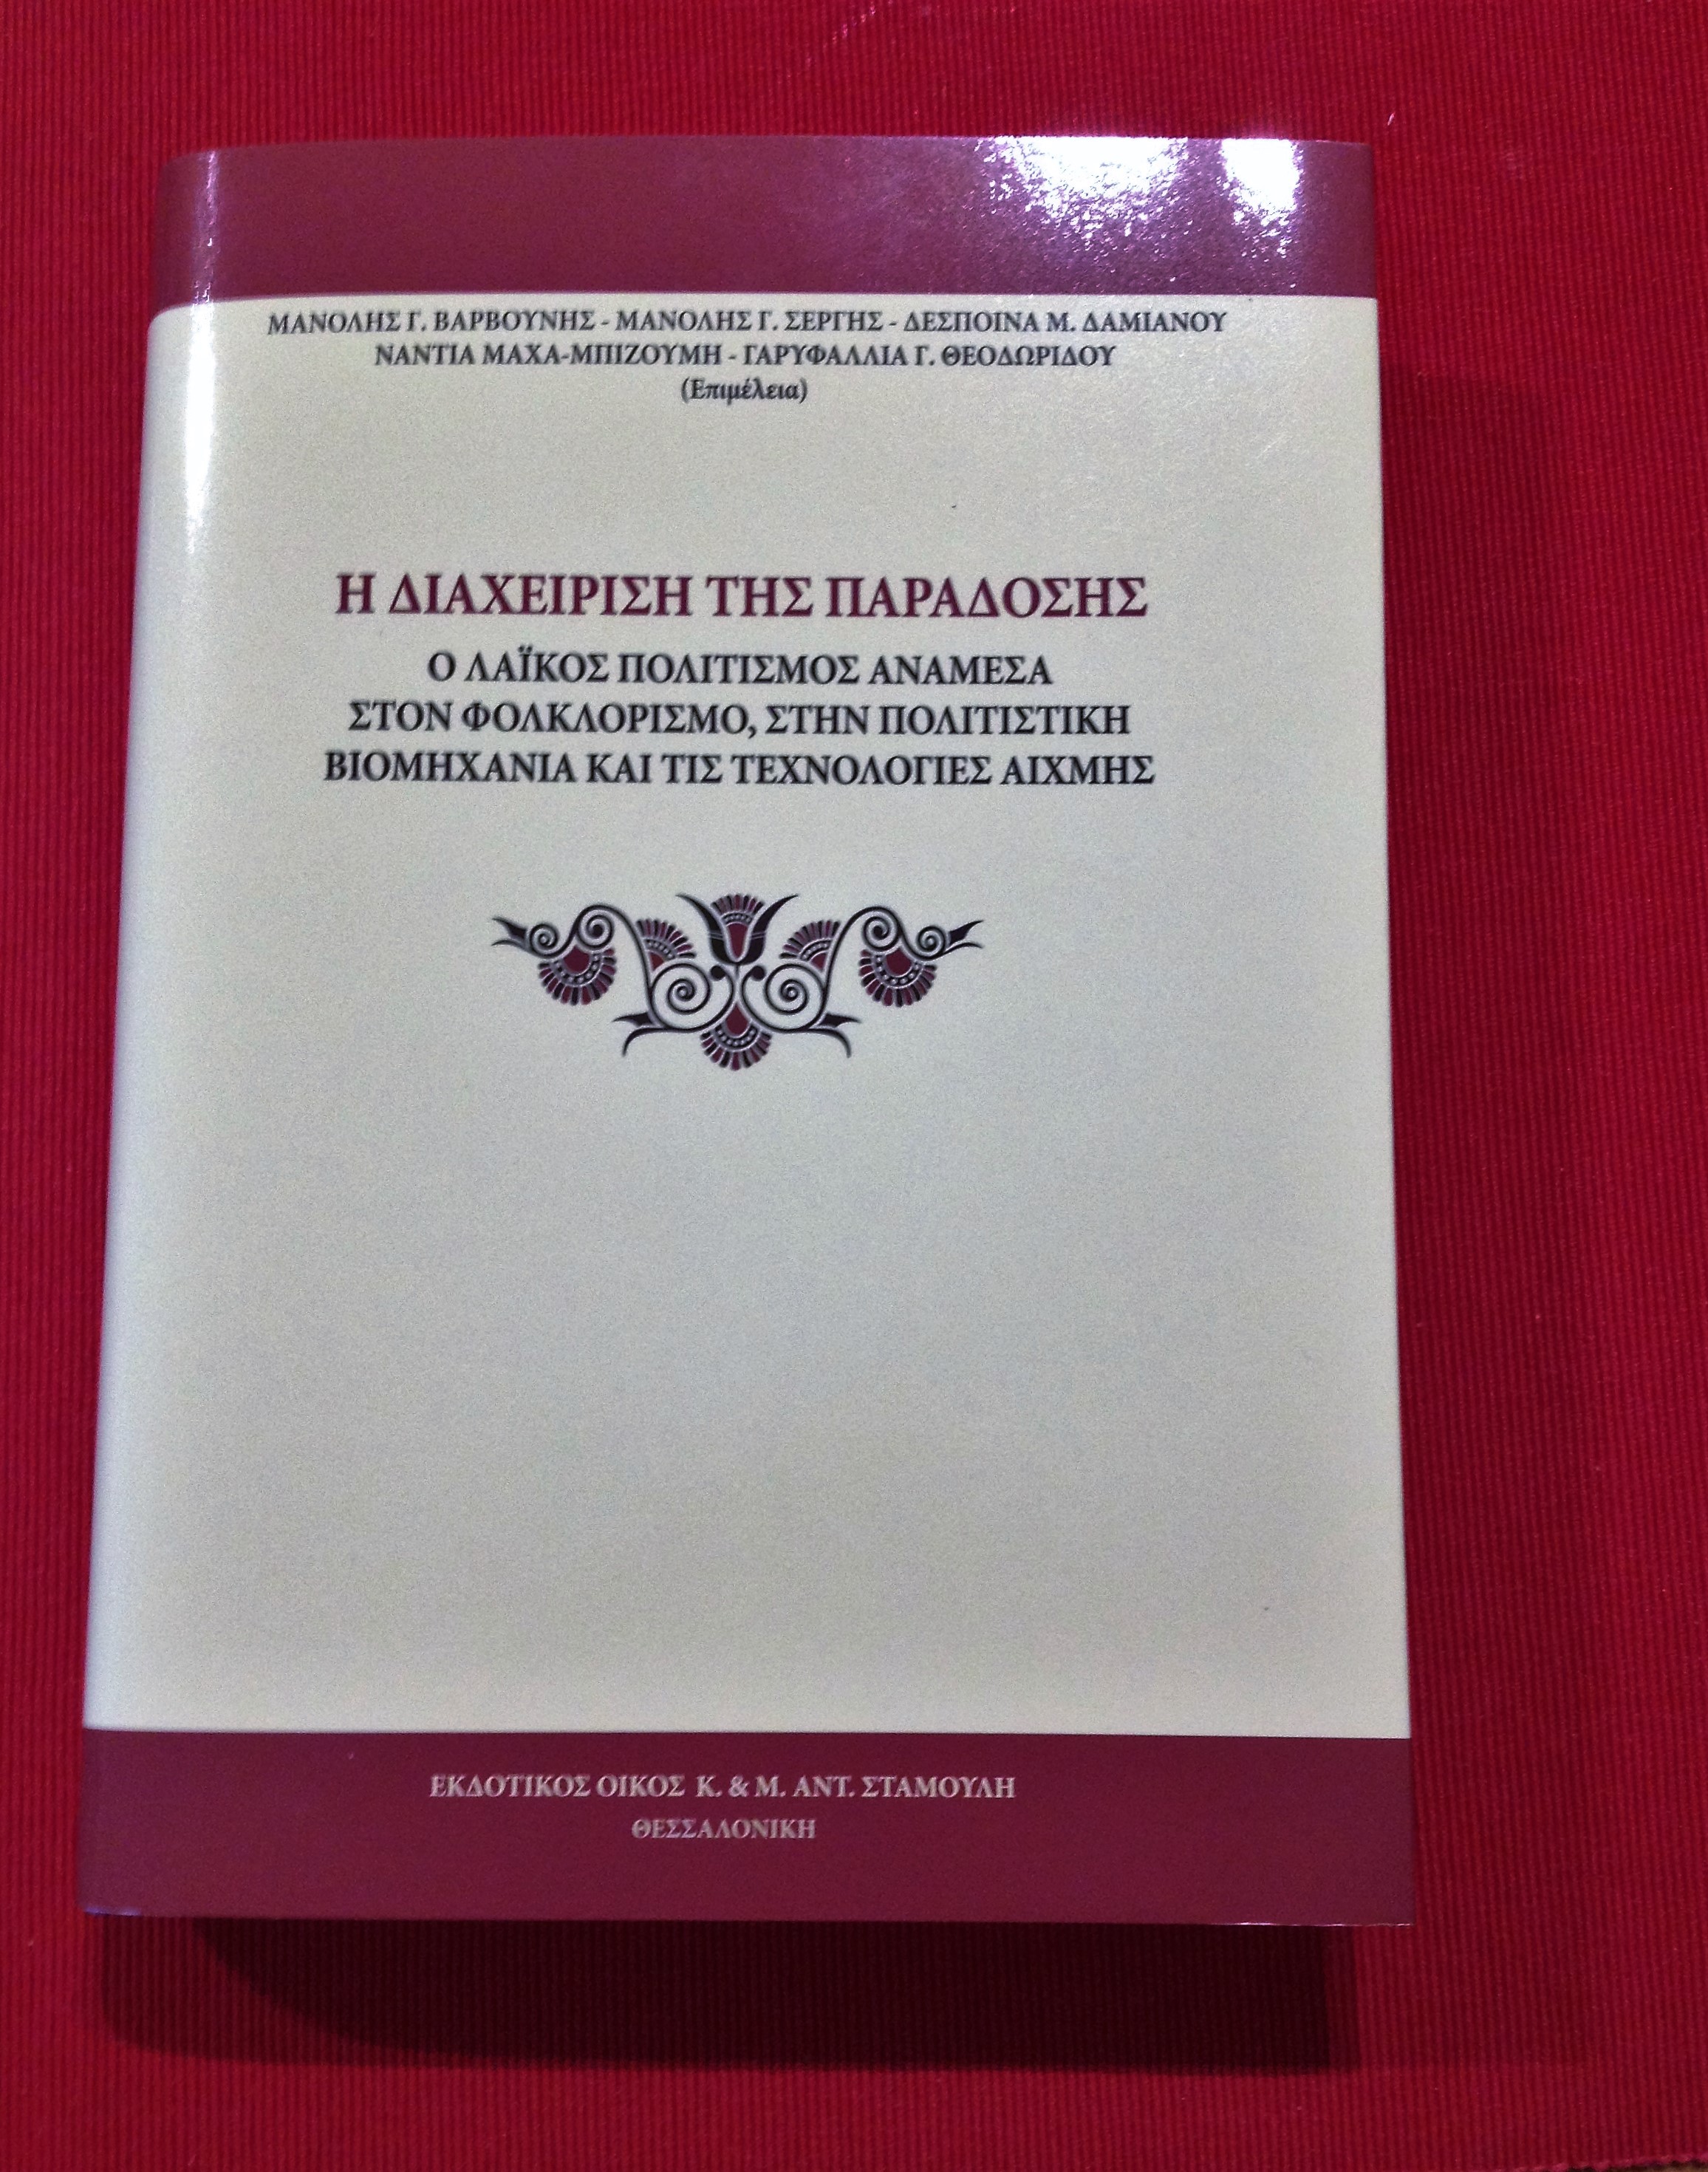 ΜΑΝΟΛΗΣ Γ. ΒΑΡΒΟΥΝΗΣ - ΜΑΝΟΛΗΣ Γ. ΣΕΡΓΗΣ - ΔΕΣΠΟΙΝΑ Μ. ΔΑΜΙΑΝΟΥ
ΝΑΝΤΙΑ ΜΑΧΑ-ΜΠΙΖΟΥΜΗ - ΓΑΡΥΦΑΛΛΙΑ Γ. ΘΕΟΔΩΡΙΔΟΥ
(Επιμέλεια)
Η ΔΙΑΧΕΙΡΙΣΗ ΤΗΣ ΠΑΡΑΔΟΣΗΣ
Ο ΛΑΪΚΟΣ ΠΟΛΙΤΙΣΜΟΣ ΑΝΑΜΕΣΑ
ΣΤΟΝ ΦΟΛΚΛΟΡΙΣΜΟ, ΣΤΗΝ ΠΟΛΙΤΙΣΤΙΚΗ
ΒΙΟΜΗΧΑΝΙΑ ΚΑΙ ΤΙΣ ΤΕΧΝΟΛΟΓΙΕΣ ΑΙΧΜΗΣ
ΕΚΔΟΤΙΚΟΣ ΟΙΚΟΣ Κ. & Μ. ΑΝΤ. ΣΤΑΜΟΥΛΗ
ΘΕΣΣΑΛΟΝΙΚΗ